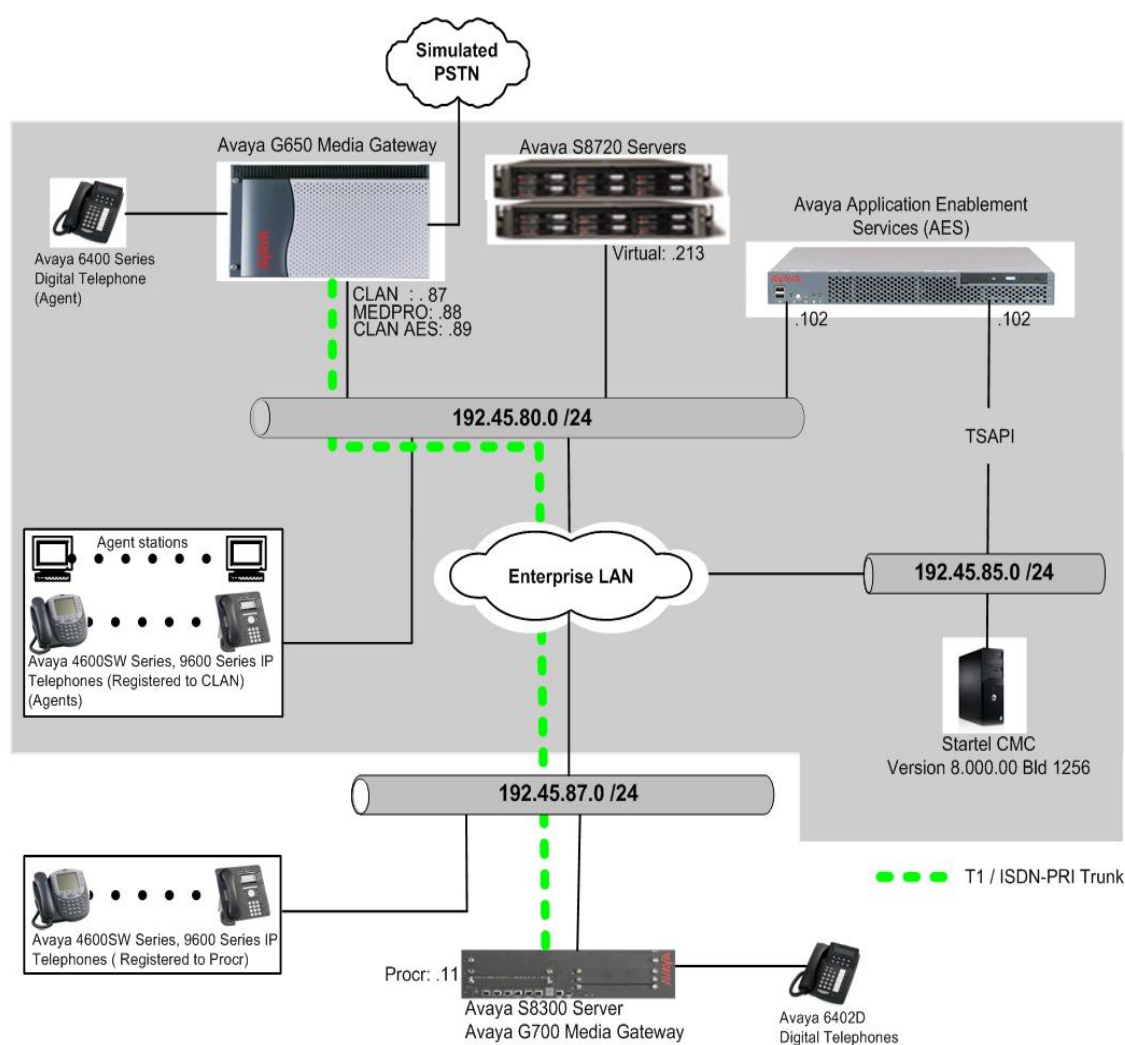 Simulated
PSTN
Avaya G650 Media Gateway
Avaya S8720 Servers
Avaya Application Enablement
Services (AES)
Avaya 6400 Series
Digital Telephone
(Agent)
AVAYA
Virtual: .213
AVAYA
CLAN : . 87
MEDPRO: .88
CLAN AES: .89
.102
.102
192.45.80.0 /24
TSAPI
Agent stations
Enterprise LAN
192.45.85.0 /24
Avaya 4600SW Series, 9600 Series IP
Telephones (Registered to CLAN)
(Agents)
Startel CMC
Version 8.000.00 Bld 1256
192.45.87.0 /24
T1 / ISDN-PRI Trunk
Avaya 4600SW Series, 9600 Series IP
Telephones ( Registered to Procr)
Procr: .11
AVAYA
Avaya S8300 Server
Avaya G700 Media Gateway
Avaya 6402D
Digital Telephones